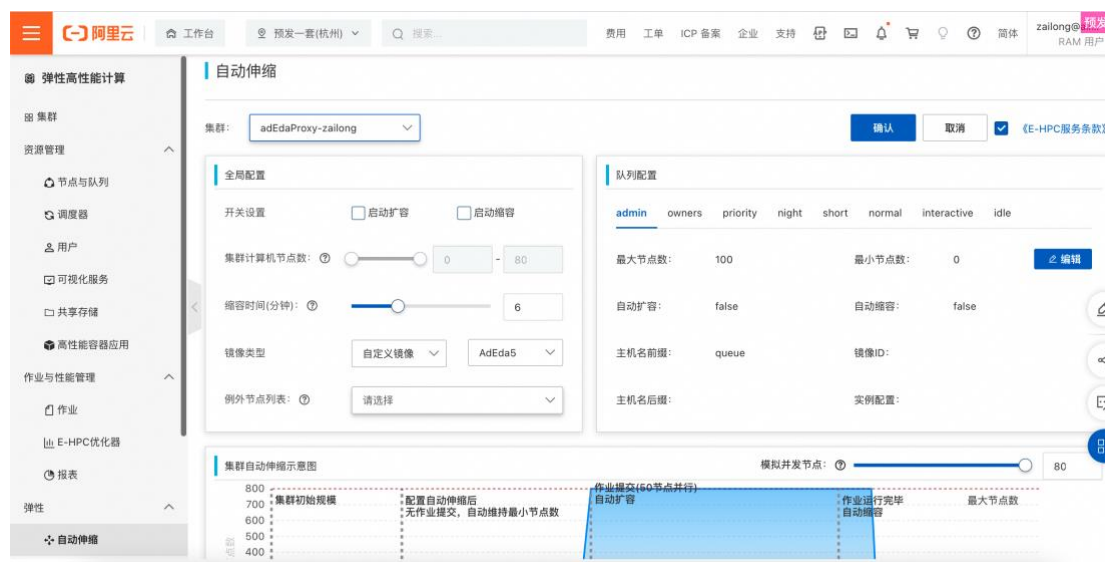 阿里云 工作台 预发一套(杭州) 搜索... 费用 工单 ICP 备案 企业 支持 简体 zailong@ 预发
RAM 用户
弹性高性能计算
集群
资源管理
节点与队列
调度器
用户
可视化服务
共享存储
高性能容器应用
作业与性能管理
作业
E-HPC优化器
报表
弹性
自动伸缩
自动伸缩
集群: adEdaProxy-zailong 确认 取消 《E-HPC服务条款》
全局配置
开关设置 启动扩容 启动缩容
集群计算机节点数: 0 - 80
缩容时间(分钟): 6
镜像类型 自定义镜像 AdEda5
例外节点列表: 请选择
队列配置
admin owners priority night short normal interactive idle
最大节点数: 100 最小节点数: 0 编辑
自动扩容: false 自动缩容: false
主机名前缀: queue 镜像ID:
主机名后缀: 实例配置:
集群自动伸缩示意图 模拟并发节点: 80
800
700
600
500
400
点数
集群初始规模
配置自动伸缩后
无作业提交，自动维持最小节点数
作业提交(50节点并行)
自动扩容
作业运行完毕
自动缩容
最大节点数